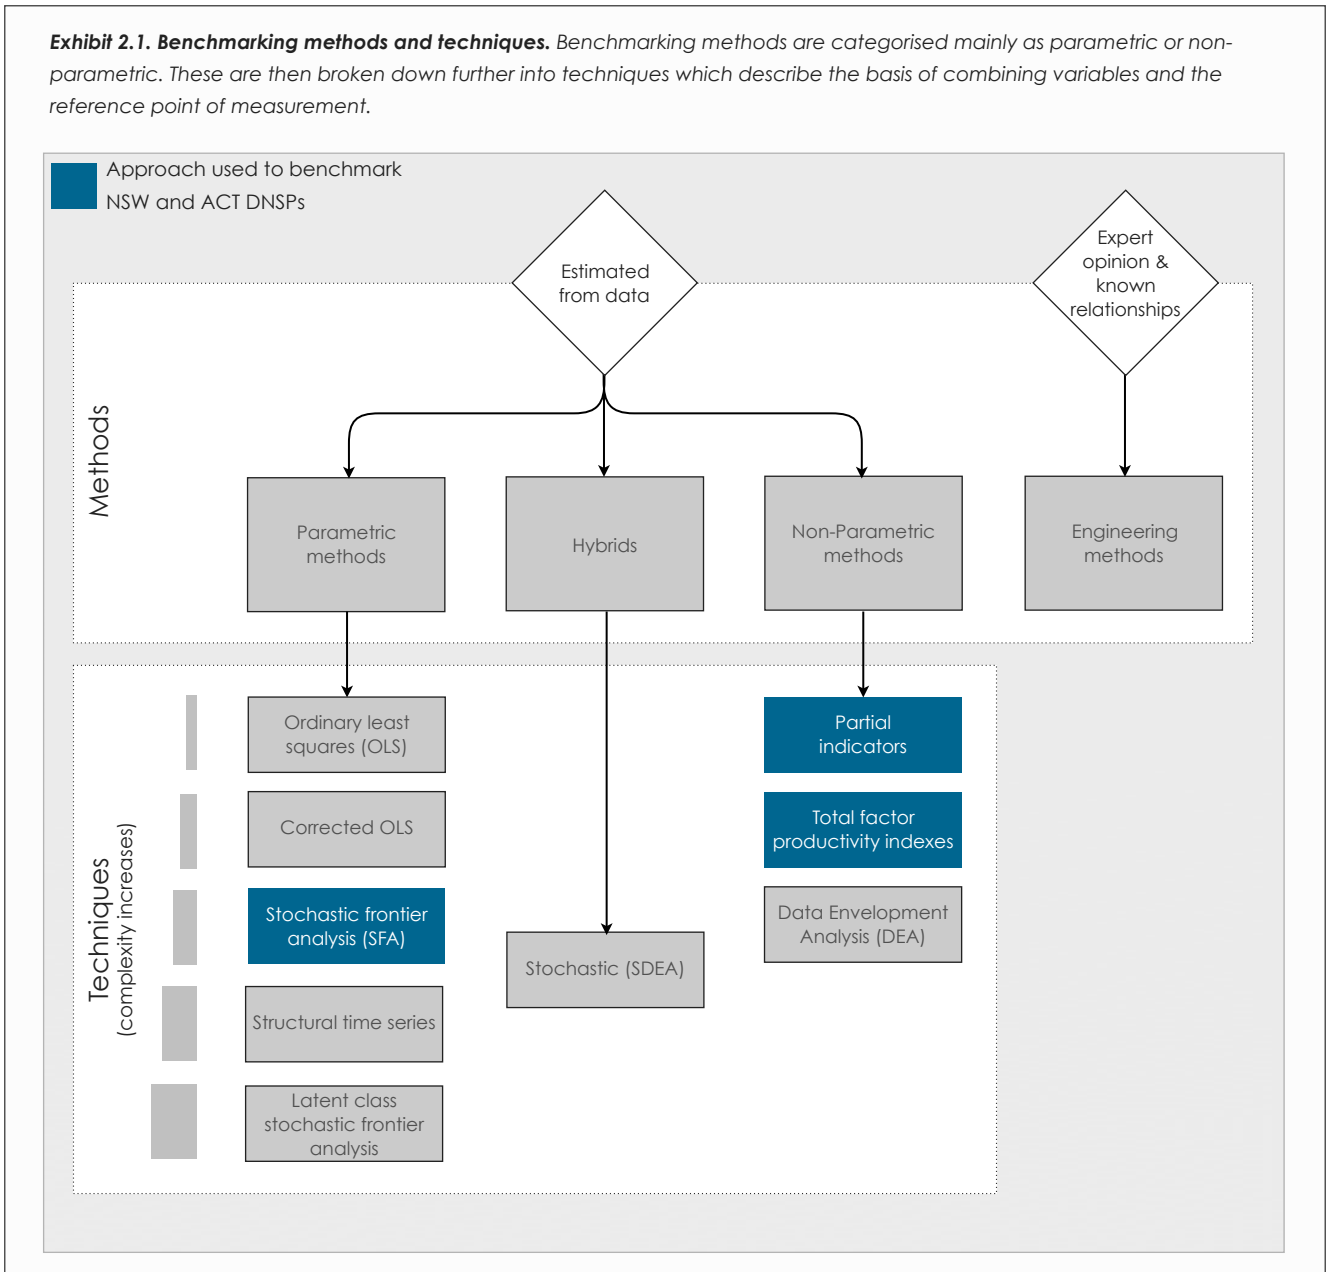 Exhibit 2.1. Benchmarking methods and techniques. Benchmarking methods are categorised mainly as parametric or non-
parametric. These are then broken down further into techniques which describe the basis of combining variables and the
reference point of measurement.
Approach used to benchmark
NSW and ACT DNSPs
Estimated
from data
Expert
opinion &
known
relationships
Methods
Parametric
methods
Hybrids
Non-Parametric
methods
Engineering
methods
Techniques
(complexity increases)
Ordinary least
squares (OLS)
Corrected OLS
Stochastic frontier
analysis (SFA)
Structural time series
Latent class
stochastic frontier
analysis
Stochastic (SDEA)
Partial
indicators
Total factor
productivity indexes
Data Envelopment
Analysis (DEA)